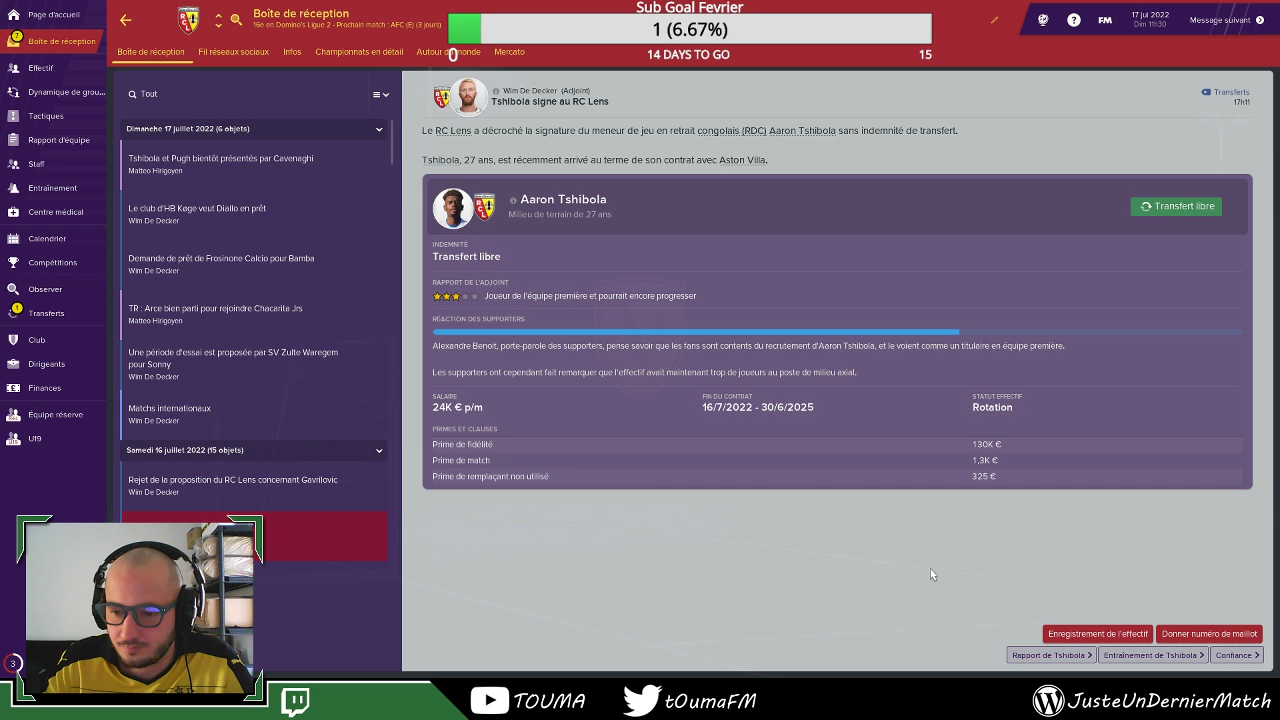 Sub Goal Fevrier
1 (6.67%)
0
14 DAYS TO GO
15
Boîte de réception
16e en Domino's Ligue 2 - Prochain match : AFC (E) (3 jours)
FM
17 jul 2022
Dim 11h30
Message suivant
Boîte de réception
Fil réseaux sociaux
Infos
Championnats en détail
Autour du monde
Mercato
Page d'accueil
7
Boîte de réception
Effectif
Dynamique de grou...
Tactiques
Rapport d'équipe
Staff
Entraînement
Centre médical
Calendrier
Compétitions
Observer
1
Transferts
Club
Dirigeants
Finances
Équipe réserve
U19
3
Tout
Dimanche 17 juillet 2022 (6 objets)
Tshibola et Pugh bientôt présentés par Cavenaghi
Matteo Hirigoyen
Le club d'HB Køge veut Diallo en prêt
Wim De Decker
Demande de prêt de Frosinone Calcio pour Bamba
Wim De Decker
TR : Arce bien parti pour rejoindre Chacarita Jrs
Matteo Hirigoyen
Une période d'essai est proposée par SV Zulte Waregem
pour Sonny
Wim De Decker
Matchs internationaux
Wim De Decker
Samedi 16 juillet 2022 (15 objets)
Rejet de la proposition du RC Lens concernant Gavrilovic
Wim De Decker
Wim De Decker (Adjoint)
Tshibola signe au RC Lens
Transferts
17h11
Le RC Lens a décroché la signature du meneur de jeu en retrait congolais (RDC) Aaron Tshibola sans indemnité de transfert.
Tshibola, 27 ans, est récemment arrivé au terme de son contrat avec Aston Villa.
Aaron Tshibola
Milieu de terrain de 27 ans
Transfert libre
INDEMNITÉ
Transfert libre
RAPPORT DE L'ADJOINT
Joueur de l'équipe première et pourrait encore progresser
RÉACTION DES SUPPORTERS
Alexandre Benoit, porte-parole des supporters, pense savoir que les fans sont contents du recrutement d'Aaron Tshibola, et le voient comme un titulaire en équipe première.
Les supporters ont cependant fait remarquer que l'effectif avait maintenant trop de joueurs au poste de milieu axial.
SALAIRE
24K € p/m
FIN DU CONTRAT
16/7/2022 - 30/6/2025
STATUT EFFECTIF
Rotation
PRIMES ET CLAUSES
Prime de fidélité
130K €
Prime de match
1,3K €
Prime de remplaçant non utilisé
325 €
Enregistrement de l'effectif
Donner numéro de maillot
Rapport de Tshibola
Entraînement de Tshibola
Confiance
TOUMA
tOumaFM
JusteUnDernierMatch